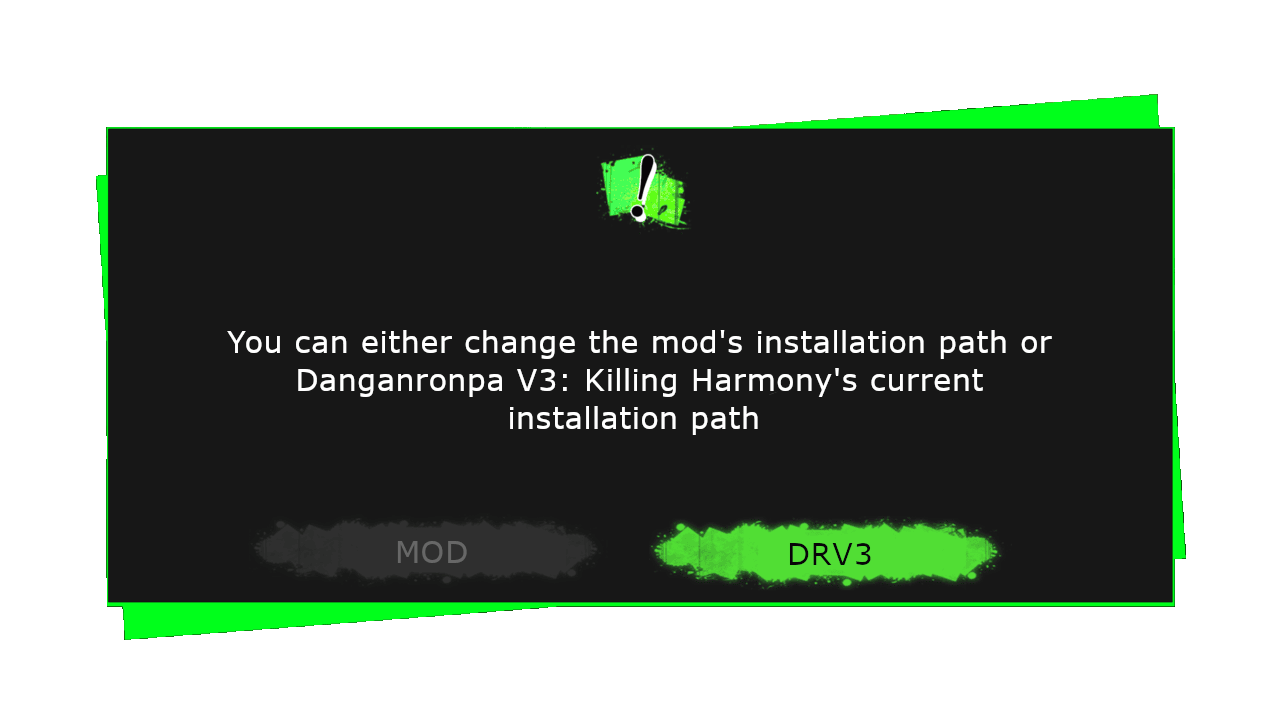 You can either change the mod's installation path or
Danganronpa V3: Killing Harmony's current
installation path
MOD
DRV3